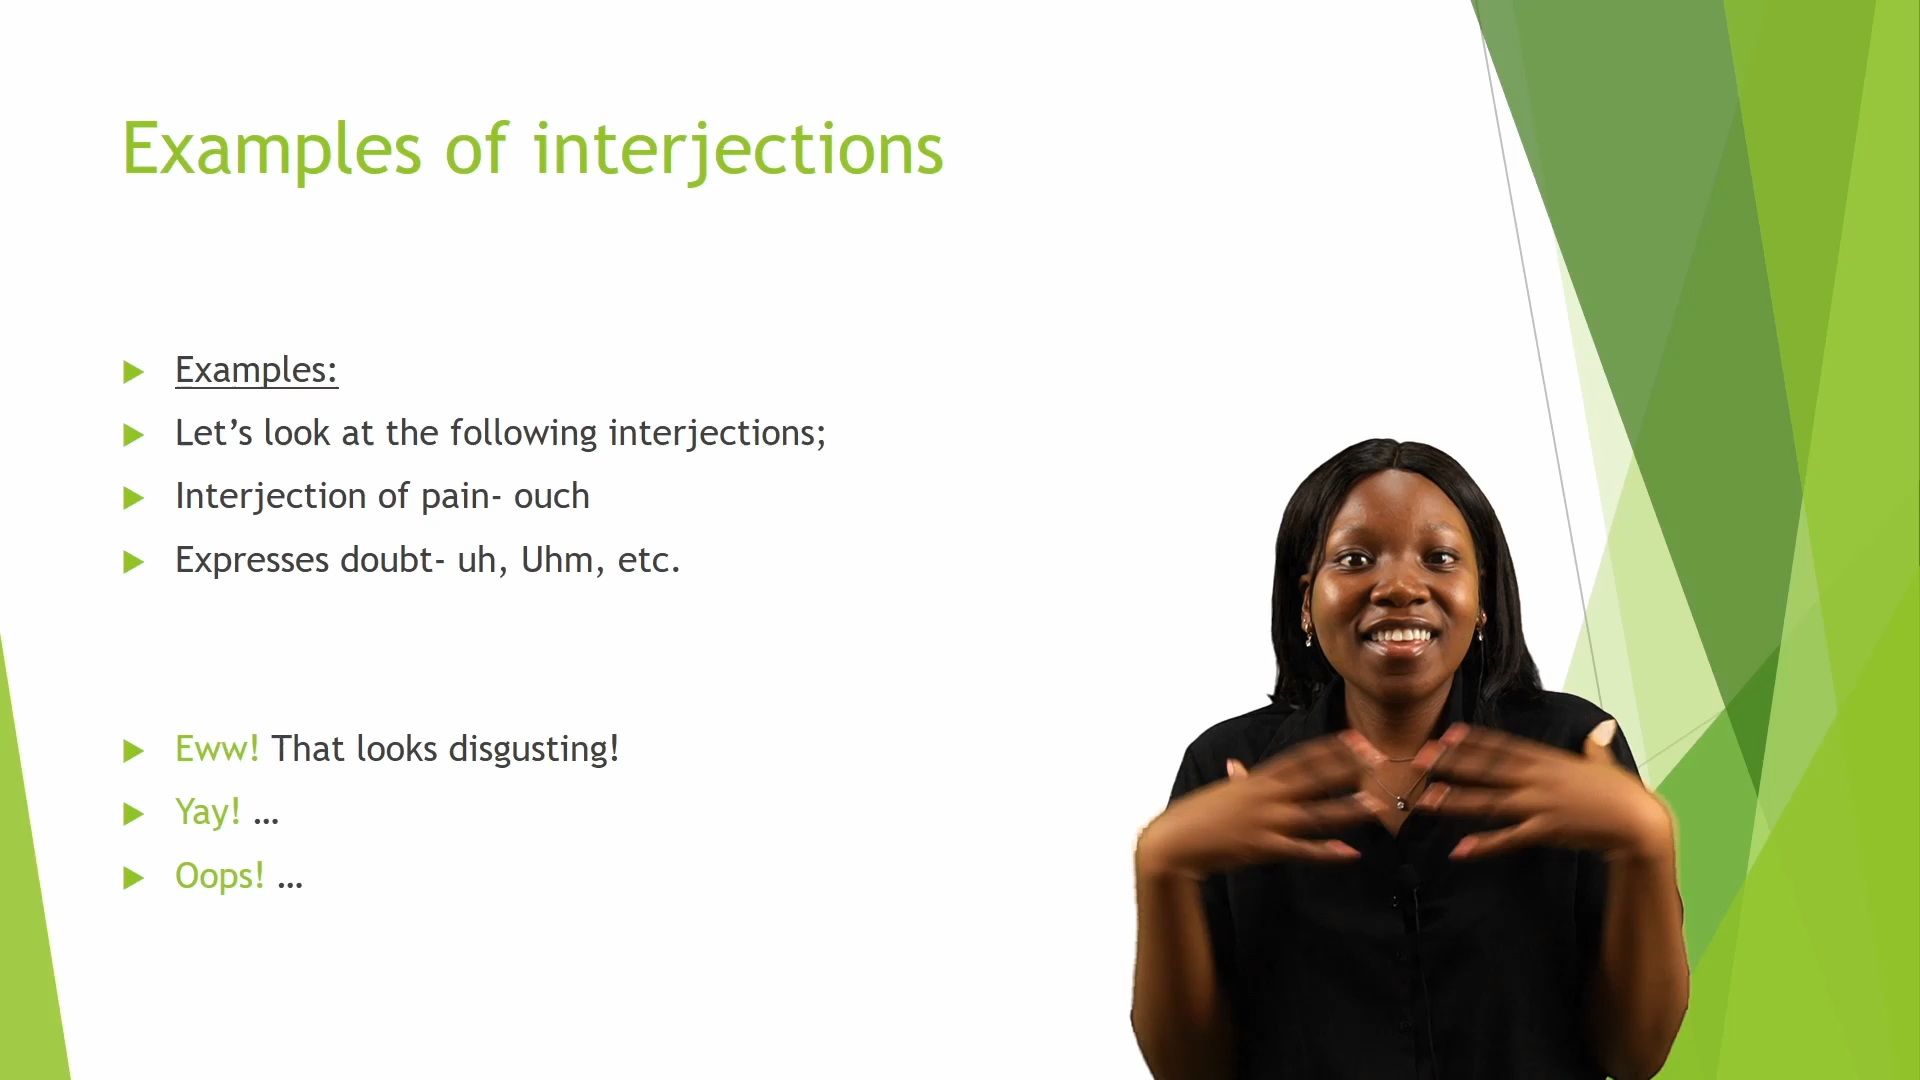 Examples of interjections
Examples:
Let’s look at the following interjections;
Interjection of pain- ouch
Expresses doubt- uh, Uhm, etc.
Eww! That looks disgusting!
Yay! …
Oops! …